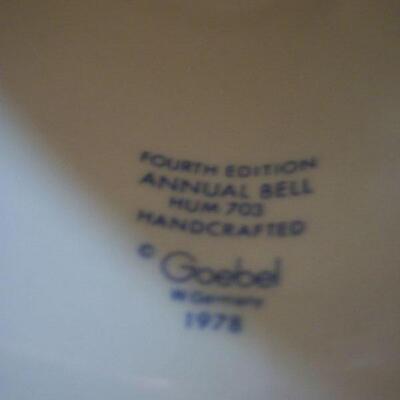 FOURTH EDITION
ANNUAL BELL
HUM 703
HANDCRAFTED
© Goebel
W. Germany
1978